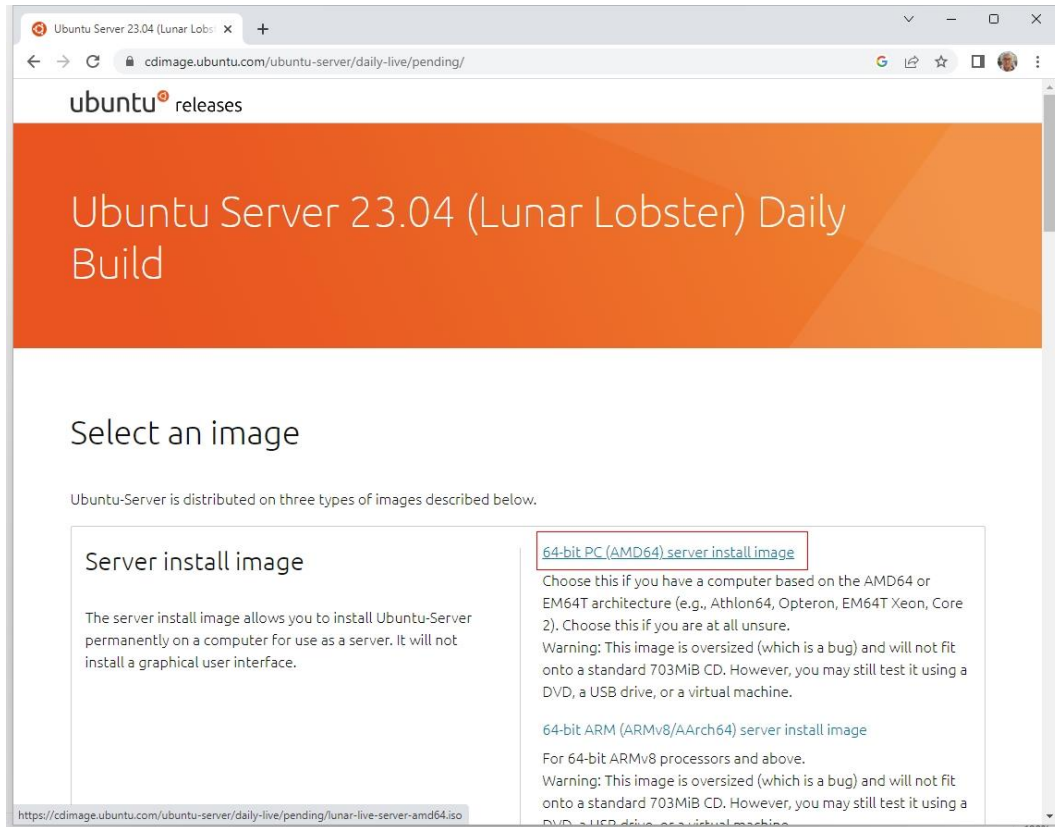 Ubuntu Server 23.04 (Lunar Lobs
cdimage.ubuntu.com/ubuntu-server/daily-live/pending/
ubuntu releases
Ubuntu Server 23.04 (Lunar Lobster) Daily
Build
Select an image
Ubuntu-Server is distributed on three types of images described below.
Server install image
The server install image allows you to install Ubuntu-Server
permanently on a computer for use as a server. It will not
install a graphical user interface.
64-bit PC (AMD64) server install image
Choose this if you have a computer based on the AMD64 or
EM64T architecture (e.g., Athlon64, Opteron, EM64T Xeon, Core
2). Choose this if you are at all unsure.
Warning: This image is oversized (which is a bug) and will not fit
onto a standard 703MiB CD. However, you may still test it using a
DVD, a USB drive, or a virtual machine.
64-bit ARM (ARMv8/AArch64) server install image
For 64-bit ARMv8 processors and above.
Warning: This image is oversized (which is a bug) and will not fit
onto a standard 703MiB CD. However, you may still test it using a
DVD, a USB drive, or a virtual machine.
https://cdimage.ubuntu.com/ubuntu-server/daily-live/pending/lunar-live-server-amd64.iso